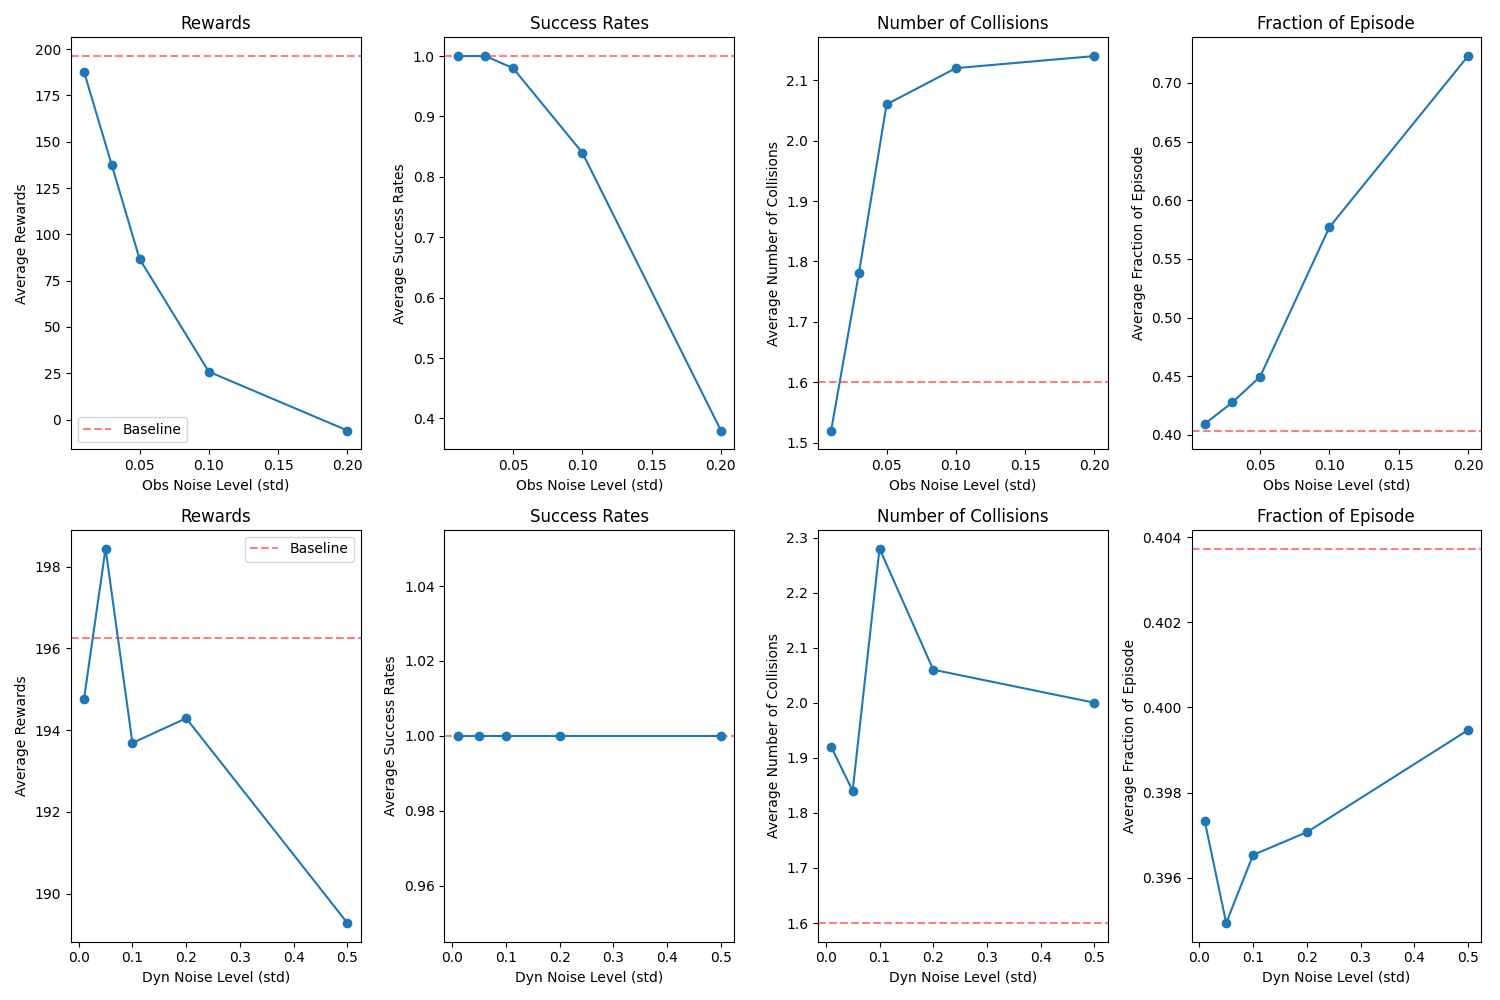 Rewards
Average Rewards
200
175
150
125
100
75
50
25
0
Baseline
0.05 0.10 0.15 0.20
Obs Noise Level (std)
Success Rates
Average Success Rates
1.0
0.9
0.8
0.7
0.6
0.5
0.4
0.05 0.10 0.15 0.20
Obs Noise Level (std)
Number of Collisions
Average Number of Collisions
2.1
2.0
1.9
1.8
1.7
1.6
1.5
0.05 0.10 0.15 0.20
Obs Noise Level (std)
Fraction of Episode
Average Fraction of Episode
0.70
0.65
0.60
0.55
0.50
0.45
0.40
0.05 0.10 0.15 0.20
Obs Noise Level (std)
Rewards
Average Rewards
198
196
194
192
190
Baseline
0.0 0.1 0.2 0.3 0.4 0.5
Dyn Noise Level (std)
Success Rates
Average Success Rates
1.04
1.02
1.00
0.98
0.96
0.0 0.1 0.2 0.3 0.4 0.5
Dyn Noise Level (std)
Number of Collisions
Average Number of Collisions
2.3
2.2
2.1
2.0
1.9
1.8
1.7
1.6
0.0 0.1 0.2 0.3 0.4 0.5
Dyn Noise Level (std)
Fraction of Episode
Average Fraction of Episode
0.404
0.402
0.400
0.398
0.396
0.0 0.1 0.2 0.3 0.4 0.5
Dyn Noise Level (std)